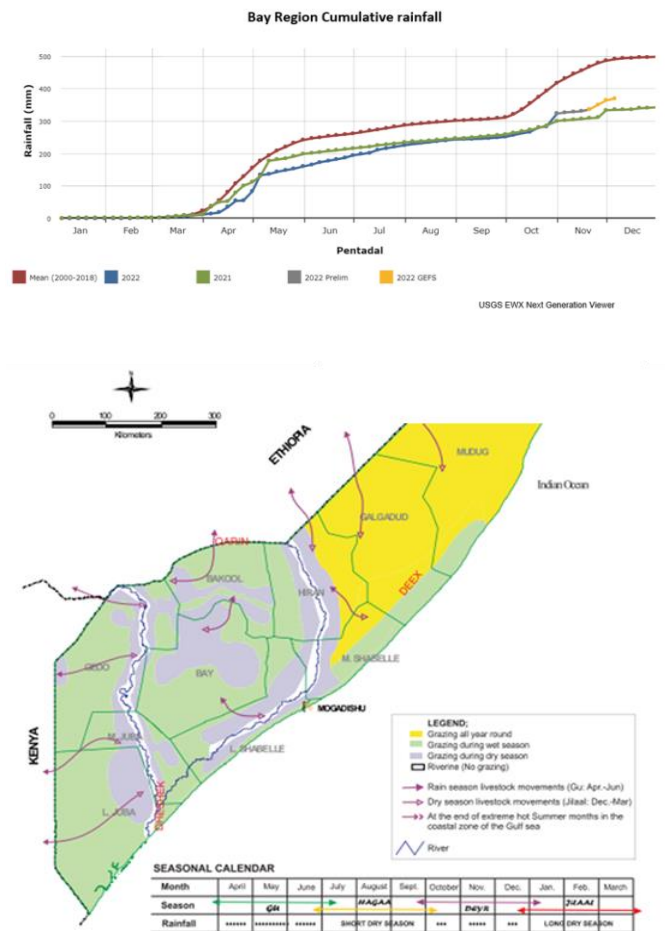 Bay Region Cumulative rainfall
500
400
300
200
100
0
Rainfall (mm)
Jan Feb Mar Apr May Jun Jul Aug Sep Oct Nov Dec
Pentadal
Mean (2000-2018) 2022 2021 2022 Prelim 2022 GEFS
USGS EWX Next Generation Viewer
0 100 200 300
Kilometers
ETHIOPIA
MUDUG
Indian Ocean
GALGADUD
QARIN
BAKOOL
DEEX
HIRAN
M. SHABELLE
GEDO
BAY
MOGADISHU
KENYA
M. JUBA
L. SHABELLE
L. JUBA
DHESHEK
LEGEND;
Grazing all year round
Grazing during wet season
Grazing during dry season
Riverine (No grazing)
Rain season livestock movements (Gu: Apr.-Jun)
Dry season livestock movements (Jilaal: Dec.-Mar)
At the end of extreme hot Summer months in the
coastal zone of the Gulf sea
River
SEASONAL CALENDAR
Month April May June July August Sept. October Nov. Dec. Jan. Feb. March
Season GU HAGAA DEYR JILAAL
Rainfall SHORT DRY SEASON LONG DRY SEASON